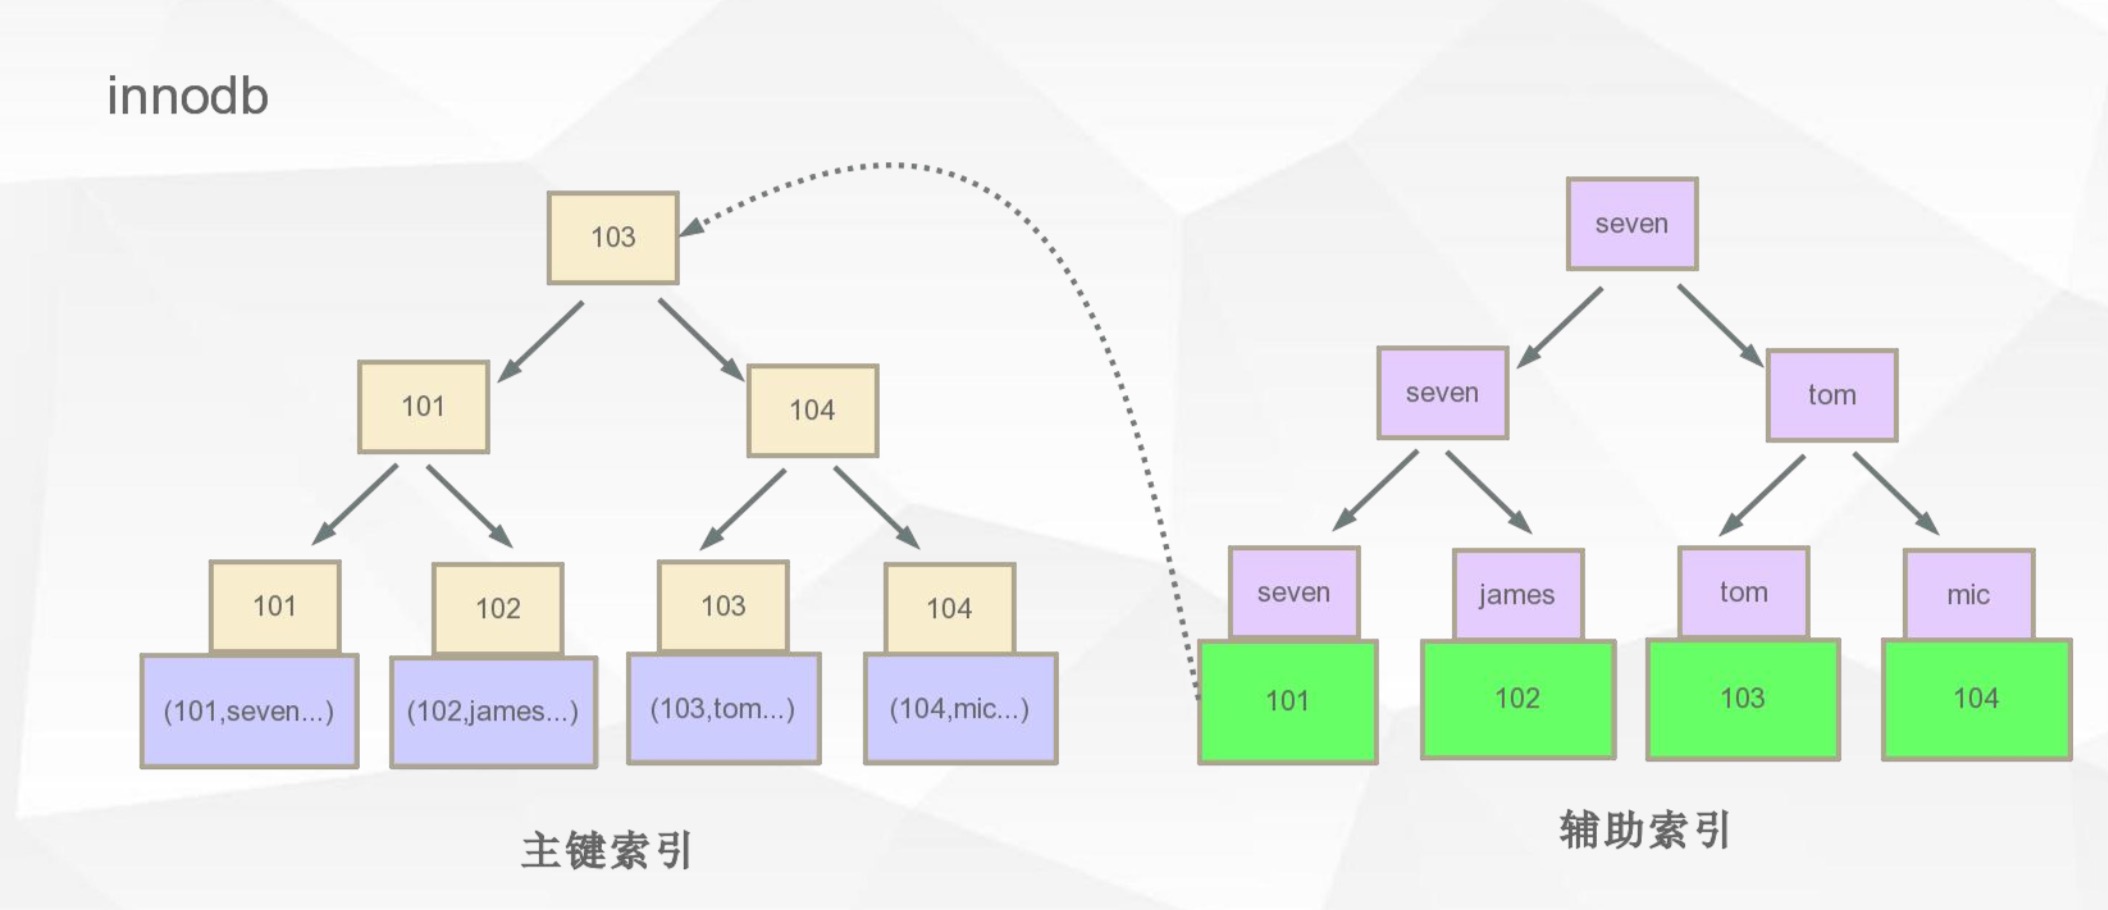 innodb
103
101
104
101
102
103
104
(101,seven...)
(102,james...)
(103,tom...)
(104,mic...)
主键索引
seven
seven
tom
seven
james
tom
mic
101
102
103
104
辅助索引